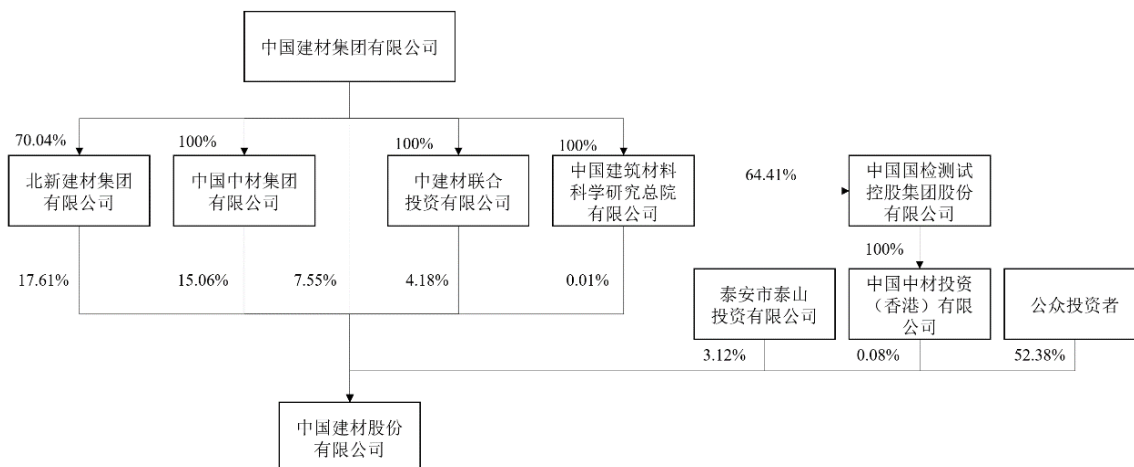 中国建材集团有限公司
70.04%
100%
100%
100%
64.41%
北新建材集团
有限公司
中国中材集团
有限公司
中建材联合
投资有限公司
中国建筑材料
科学研究总院
有限公司
中国国检测试
控股集团股份
有限公司
100%
17.61%
15.06%
7.55%
4.18%
0.01%
泰安市泰山
投资有限公司
中国中材投资
（香港）有限
公司
公众投资者
3.12%
0.08%
52.38%
中国建材股份
有限公司